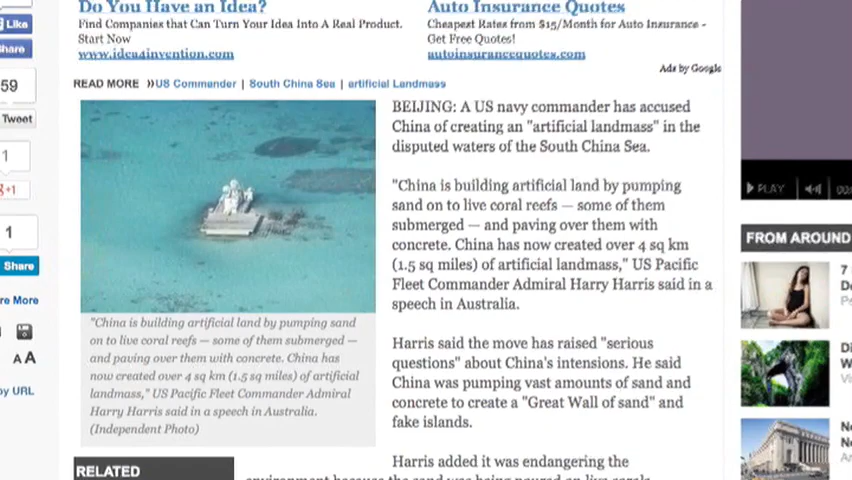 Do You Have an Idea?
Find Companies that Can Turn Your Idea Into A Real Product.
Start Now
www.idea4invention.com
Auto Insurance Quotes
Cheapest Rates from $15/Month for Auto Insurance -
Get Free Quotes!
autoinsurancequotes.com
Ads by Google
Like
Share
59
Tweet
1
+1
1
Share
re More
A A
by URL
READ MORE »US Commander | South China Sea | artificial Landmass
BEIJING: A US navy commander has accused
China of creating an "artificial landmass" in the
disputed waters of the South China Sea.
"China is building artificial land by pumping
sand on to live coral reefs — some of them
submerged — and paving over them with
concrete. China has now created over 4 sq km
(1.5 sq miles) of artificial landmass," US Pacific
Fleet Commander Admiral Harry Harris said in a
speech in Australia.
Harris said the move has raised "serious
questions" about China's intensions. He said
China was pumping vast amounts of sand and
concrete to create a "Great Wall of sand" and
fake islands.
Harris added it was endangering the
"China is building artificial land by pumping sand
on to live coral reefs — some of them submerged —
and paving over them with concrete. China has
now created over 4 sq km (1.5 sq miles) of artificial
landmass," US Pacific Fleet Commander Admiral
Harry Harris said in a speech in Australia.
(Independent Photo)
RELATED
PLAY
FROM AROUND
7
D
Di
W
Vi
N
N